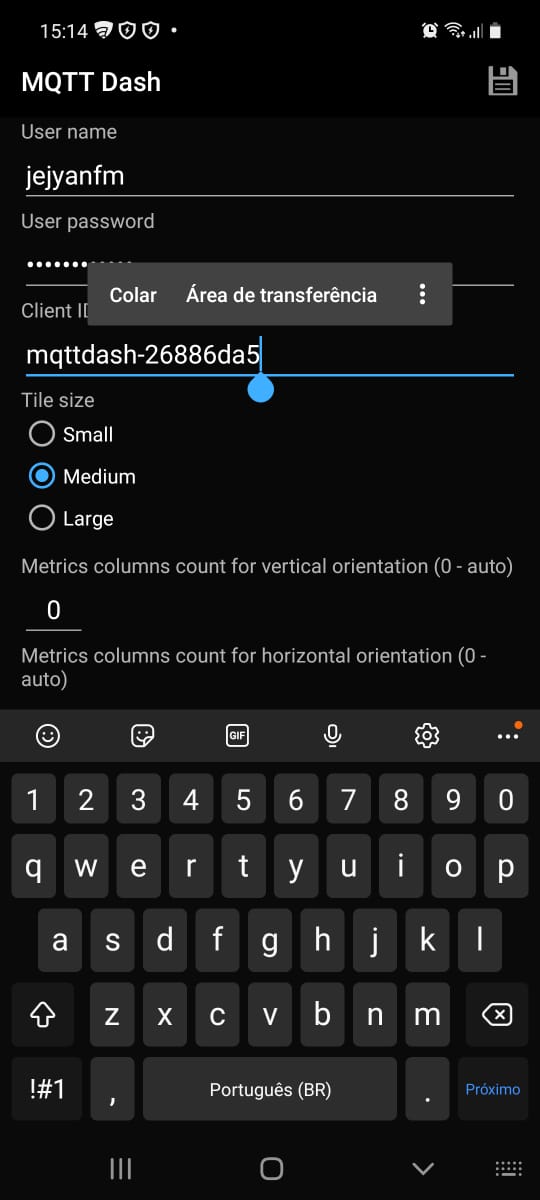 15:14
MQTT Dash
User name
jejyanfm
User password
••••••••••••
Colar Área de transferência
Client ID
mqttdash-26886da5
Tile size
Small
Medium
Large
Metrics columns count for vertical orientation (0 - auto)
0
Metrics columns count for horizontal orientation (0 -
auto)
GIF
1 2 3 4 5 6 7 8 9 0
q w e r t y u i o p
a s d f g h j k l
z x c v b n m
!#1 , Português (BR) . Próximo